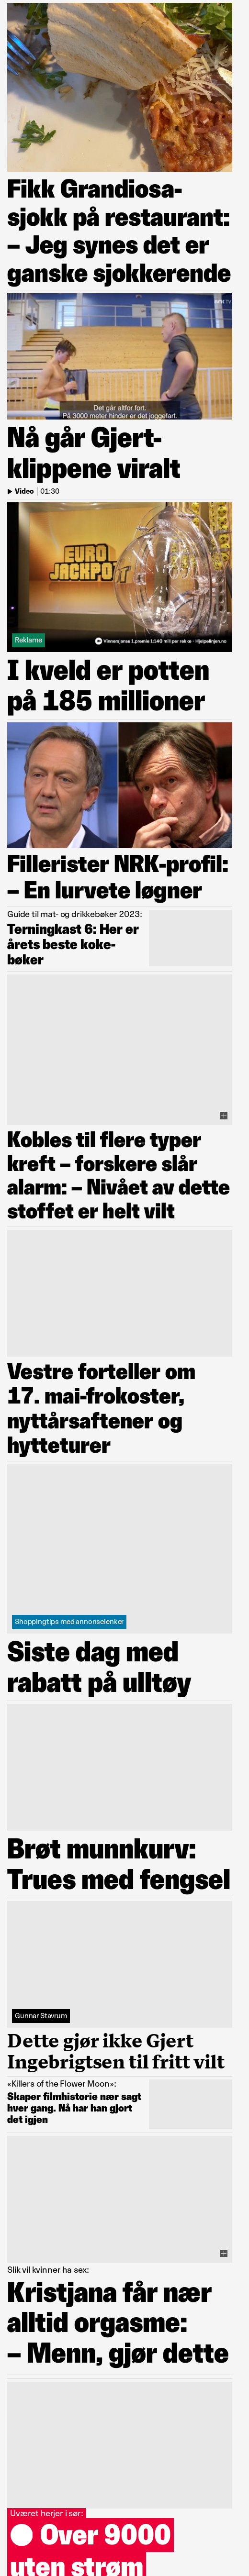 Fikk Grandiosa-
sjokk på restaurant:
– Jeg synes det er
ganske sjokkerende
NRK TV
Det går altfor fort.
På 3000 meter hinder er det joggefart.
Nå går Gjert-
klippene viralt
Video | 01:30
EURO
JACKPOT
Reklame
Vinnersjanse 1.premie 1:140 mil per rekke - Hjelpelinjen.no
I kveld er potten
på 185 millioner
Fillerister NRK-profil:
– En lurvete løgner
Guide til mat- og drikkebøker 2023:
Terningkast 6: Her er
årets beste koke-
bøker
Kobles til flere typer
kreft – forskere slår
alarm: – Nivået av dette
stoffet er helt vilt
Vestre forteller om
17. mai-frokoster,
nyttårsaftener og
hytteturer
Shoppingtips med annonselenker
Siste dag med
rabatt på ulltøy
Brøt munnkurv:
Trues med fengsel
Gunnar Stavrum
Dette gjør ikke Gjert
Ingebrigtsen til fritt vilt
«Killers of the Flower Moon»:
Skaper filmhistorie nær sagt
hver gang. Nå har han gjort
det igjen
Slik vil kvinner ha sex:
Kristjana får nær
alltid orgasme:
– Menn, gjør dette
Uværet herjer i sør:
Over 9000
uten strøm